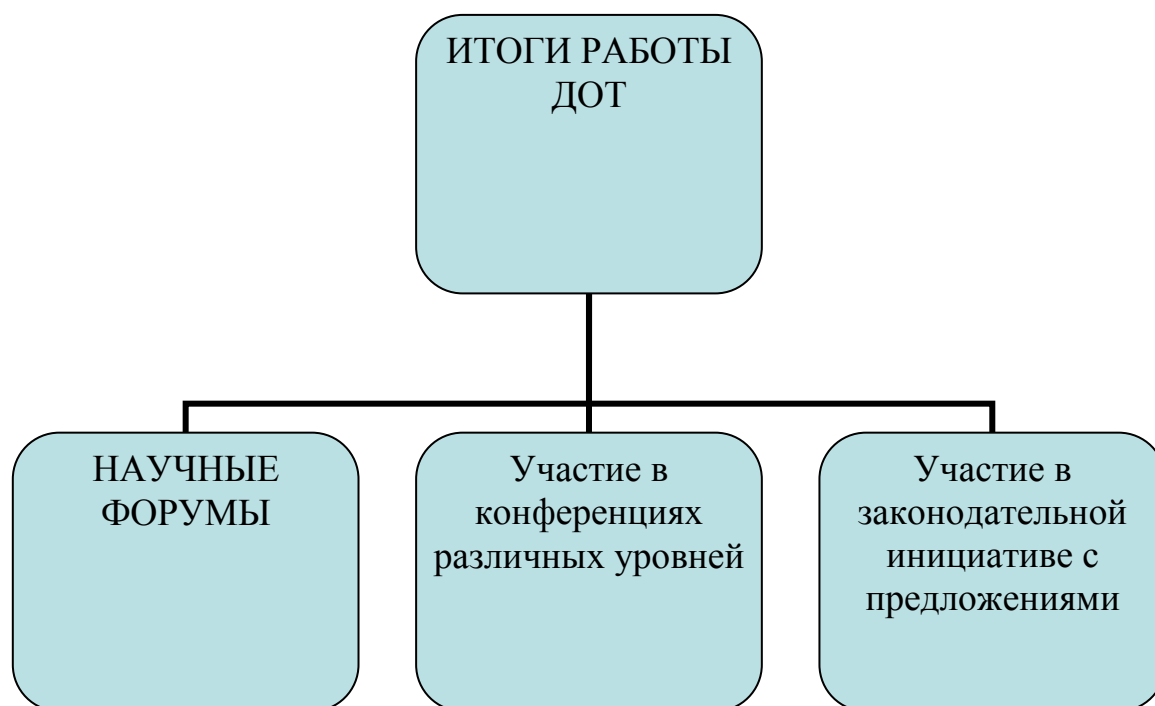 ИТОГИ РАБОТЫ
ДОТ
НАУЧНЫЕ
ФОРУМЫ
Участие в
конференциях
различных уровней
Участие в
законодательной
инициативе с
предложениями